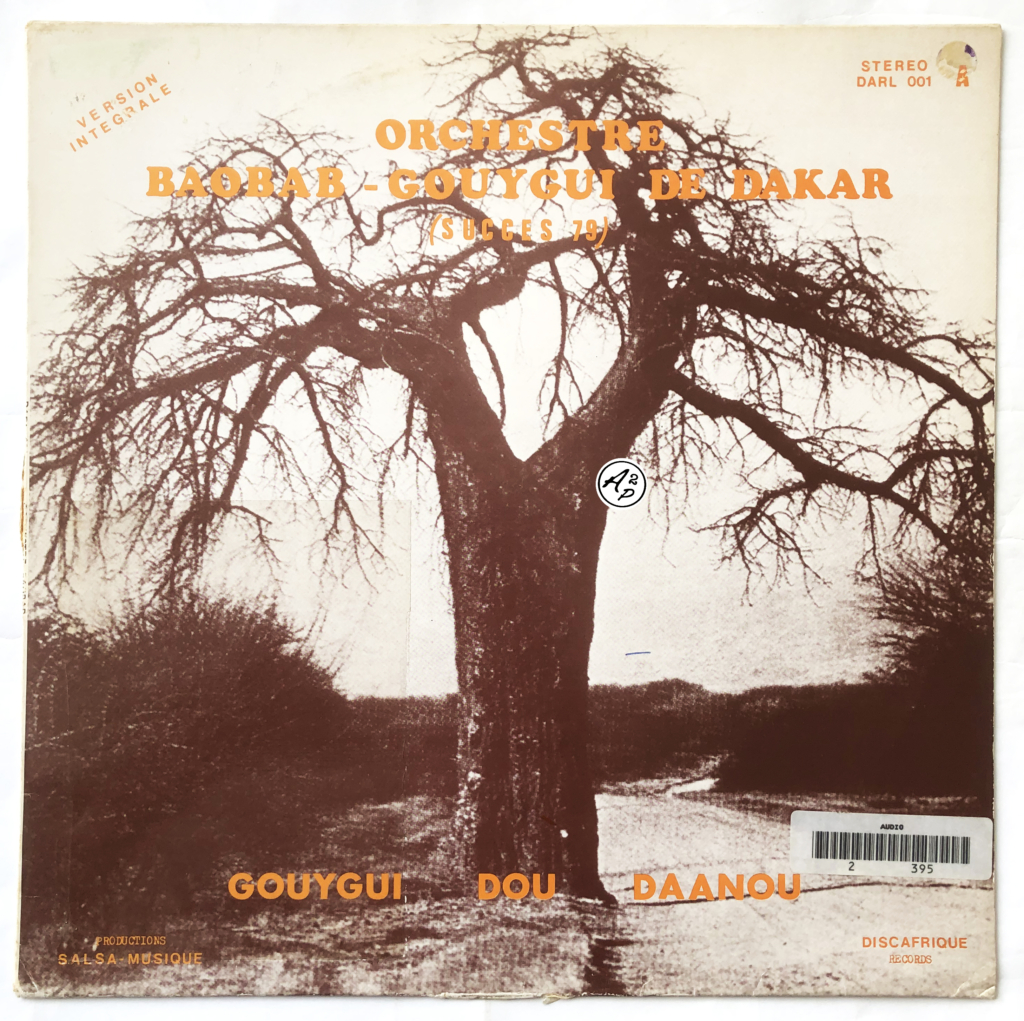 VERSION
INTEGRALE
STEREO
DARL 001
A
ORCHESTRE
BAOBAB - GOUYGUI DE DAKAR
(SUCCES 79)
A2P
AUDIO
2 395
GOUYGUI DOU DAANOU
PRODUCTIONS
SALSA-MUSIQUE
DISCAFRIQUE
RECORDS